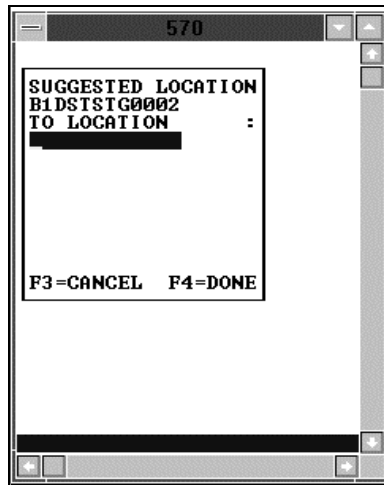 570
SUGGESTED LOCATION
B1DSTSTG0002
TO LOCATION :
F3=CANCEL F4=DONE